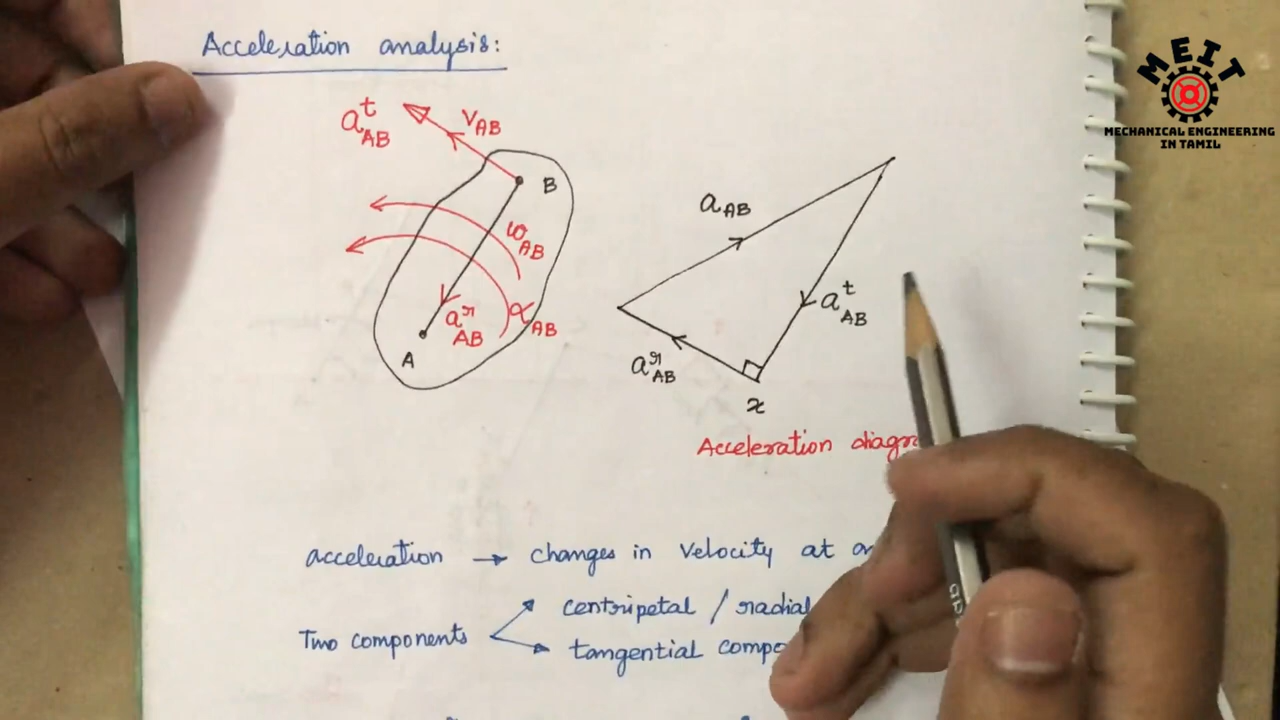 Acceleration analysis:
MEIT
MECHANICAL ENGINEERING
IN TAMIL
a^t_AB
V_AB
B
ω_AB
α_AB
a^r_AB
A
a_AB
a^t_AB
a^r_AB
x
Acceleration
acceleration → changes in velocity at
Two components
centripetal / radial
tangential